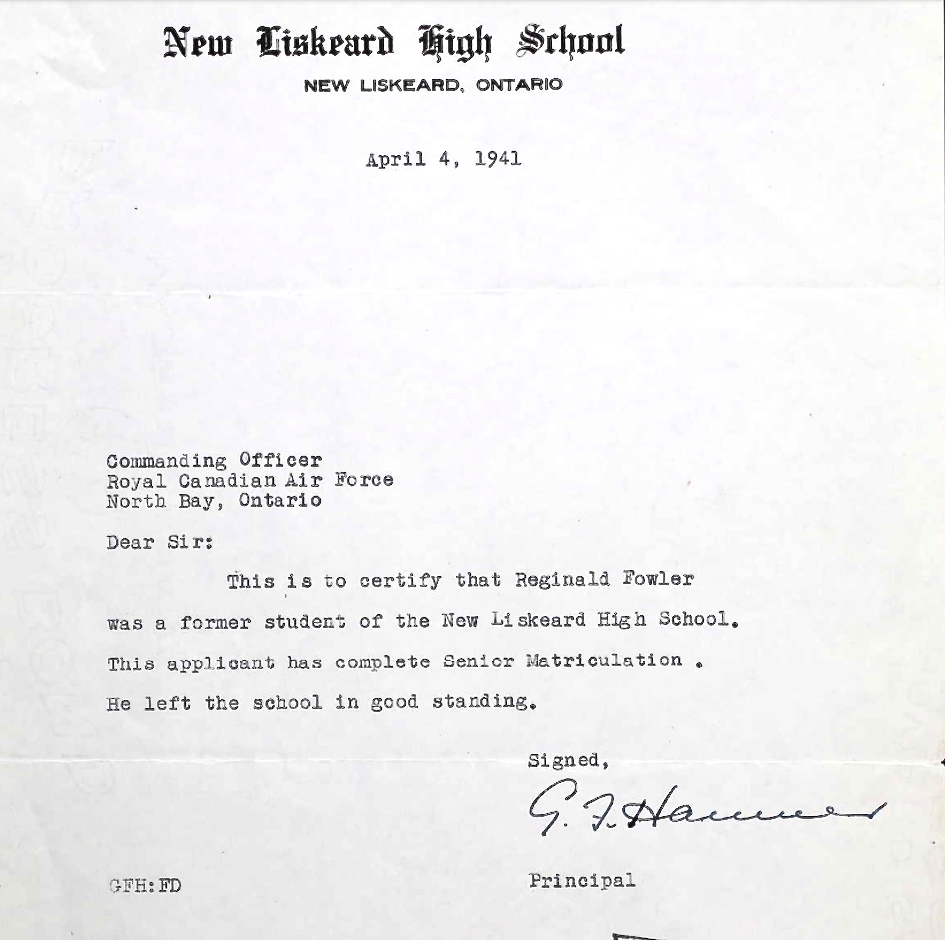 New Liskeard High School
NEW LISKEARD, ONTARIO
April 4, 1941
Commanding Officer
Royal Canadian Air Force
North Bay, Ontario
Dear Sir:
This is to certify that Reginald Fowler
was a former student of the New Liskeard High School.
This applicant has complete Senior Matriculation .
He left the school in good standing.
Signed,
G. F. Hammer
Principal
GFH:FD